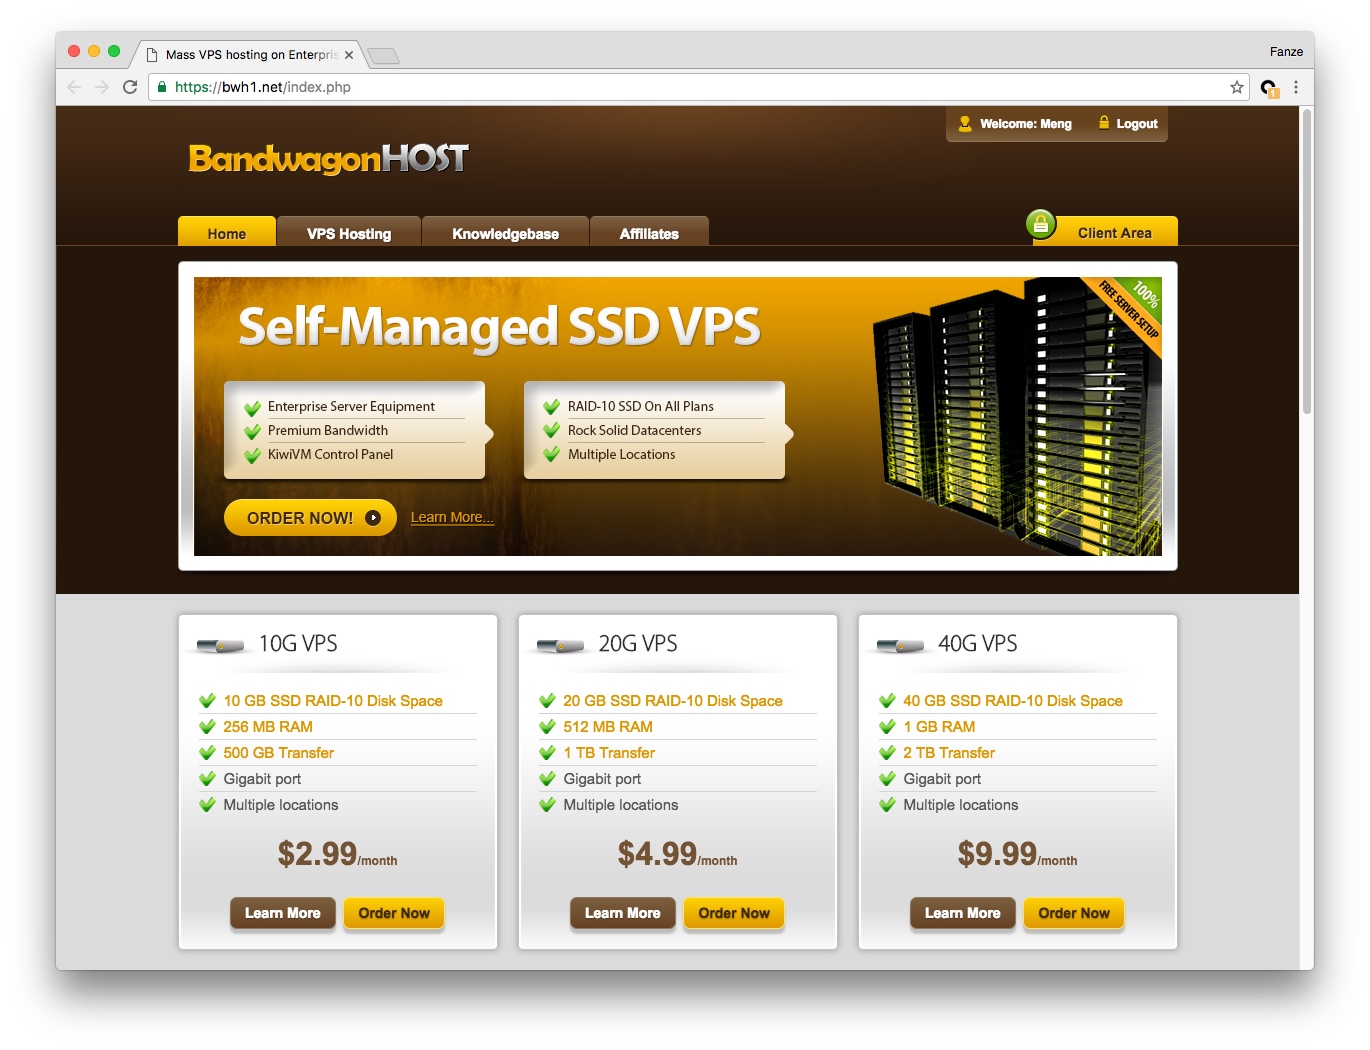 Mass VPS hosting on Enterpris
Fanze
https://bwh1.net/index.php
Welcome: Meng
Logout
BandwagonHOST
Home
VPS Hosting
Knowledgebase
Affiliates
Client Area
Self-Managed SSD VPS
100%
FREE SERVER SETUP
Enterprise Server Equipment
Premium Bandwidth
KiwiVM Control Panel
RAID-10 SSD On All Plans
Rock Solid Datacenters
Multiple Locations
ORDER NOW!
Learn More...
10G VPS
10 GB SSD RAID-10 Disk Space
256 MB RAM
500 GB Transfer
Gigabit port
Multiple locations
$2.99/month
Learn More
Order Now
20G VPS
20 GB SSD RAID-10 Disk Space
512 MB RAM
1 TB Transfer
Gigabit port
Multiple locations
$4.99/month
Learn More
Order Now
40G VPS
40 GB SSD RAID-10 Disk Space
1 GB RAM
2 TB Transfer
Gigabit port
Multiple locations
$9.99/month
Learn More
Order Now